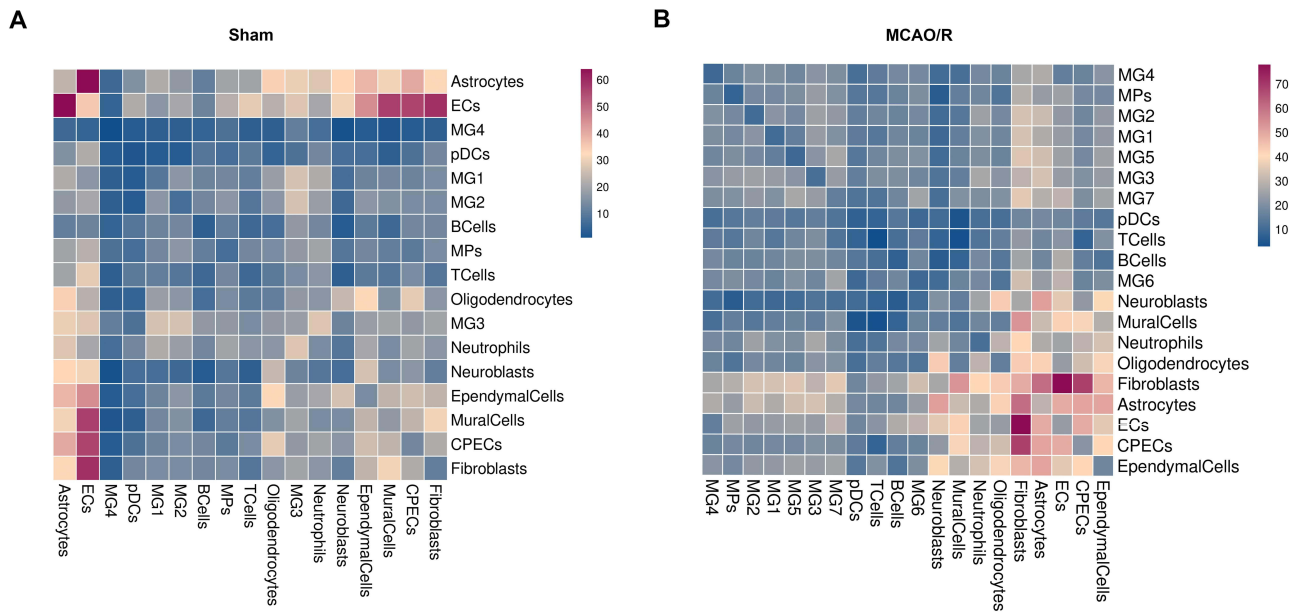 A
Sham
60
50
40
30
20
10
Astrocytes
ECs
MG4
pDCs
MG1
MG2
BCells
MPs
TCells
Oligodendrocytes
MG3
Neutrophils
Neuroblasts
EpendymalCells
MuralCells
CPECs
Fibroblasts
Astrocytes
ECs
MG4
pDCs
MG1
MG2
BCells
MPs
TCells
Oligodendrocytes
MG3
Neutrophils
Neuroblasts
EpendymalCells
MuralCells
CPECs
Fibroblasts
B
MCAO/R
70
60
50
40
30
20
10
MG4
MPs
MG2
MG1
MG5
MG3
MG7
pDCs
TCells
BCells
MG6
Neuroblasts
MuralCells
Neutrophils
Oligodendrocytes
Fibroblasts
Astrocytes
ECs
CPECs
EpendymalCells
MG4
MPs
MG2
MG1
MG5
MG3
MG7
pDCs
TCells
BCells
MG6
Neuroblasts
MuralCells
Neutrophils
Oligodendrocytes
Fibroblasts
Astrocytes
ECs
CPECs
EpendymalCells